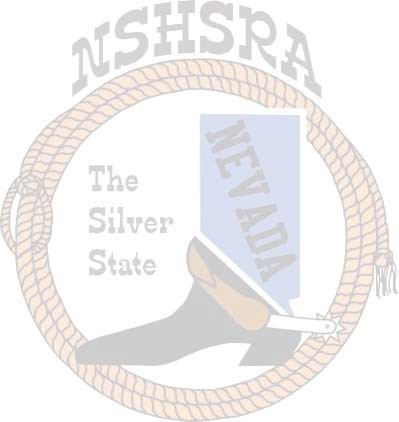 NSHSRA
The
Silver
State
NEVADA